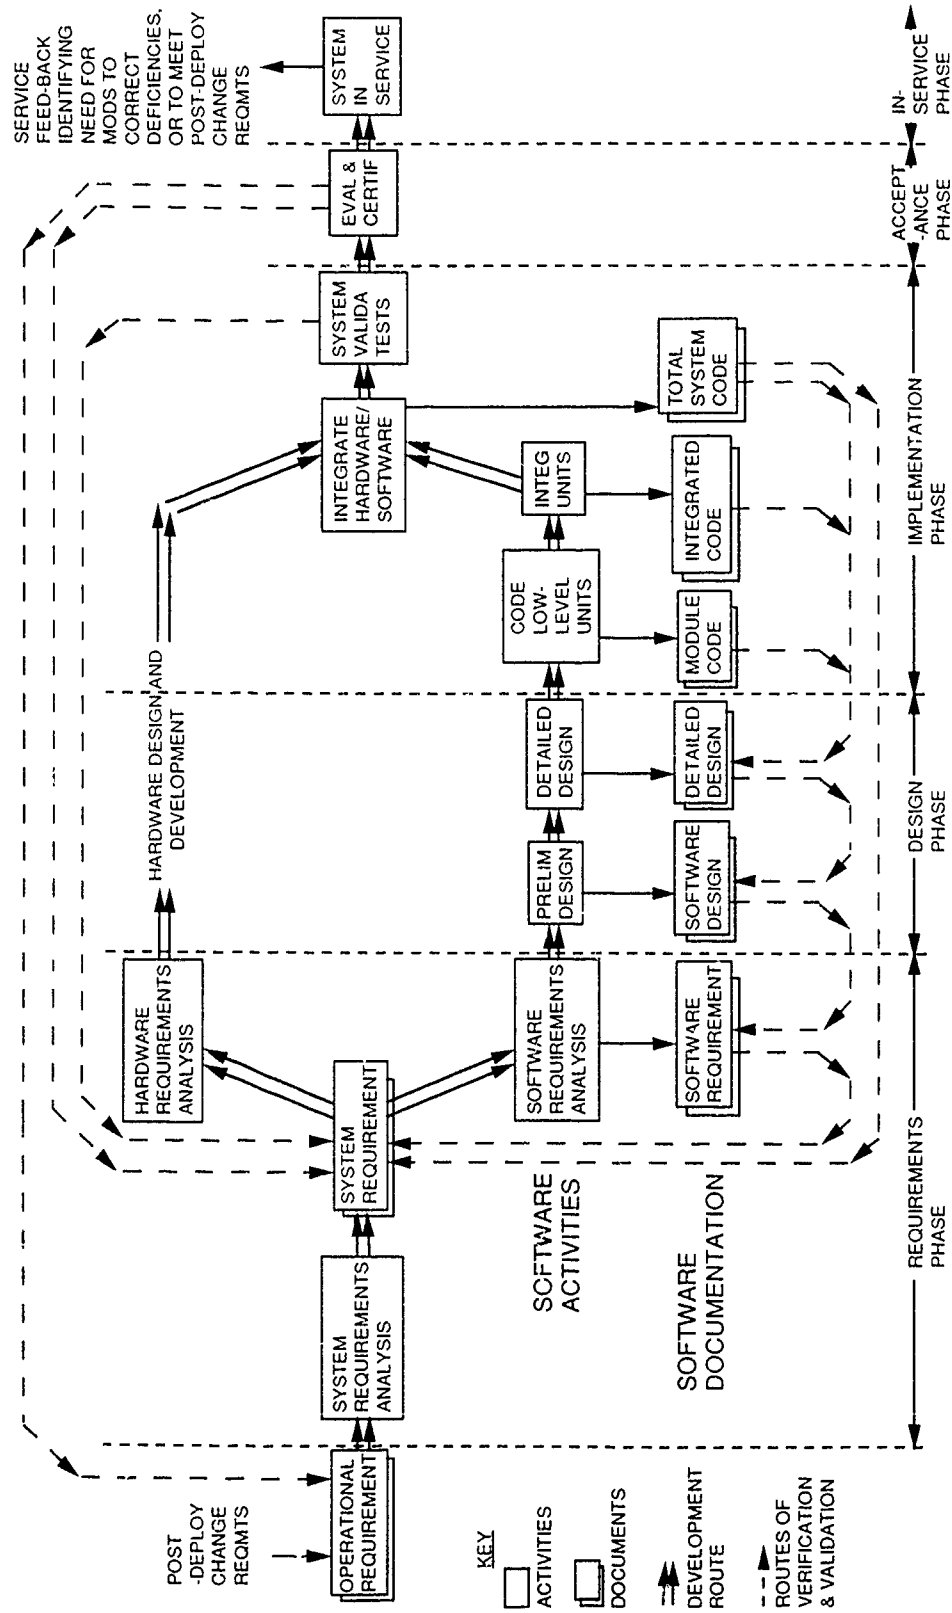 SERVICE
FEED-BACK
IDENTIFYING
NEED FOR
MODS TO
CORRECT
DEFICIENCIES,
OR TO MEET
POST-DEPLOY
CHANGE
REQMTS
POST
-DEPLOY
CHANGE
REQMTS
OPERATIONAL
REQUIREMENT
SYSTEM
REQUIREMENTS
ANALYSIS
SYSTEM
REQUIREMENT
HARDWARE
REQUIREMENTS
ANALYSIS
HARDWARE DESIGN AND
DEVELOPMENT
INTEGRATE
HARDWARE/
SOFTWARE
SYSTEM
VALIDA
TESTS
EVAL &
CERTIF
SYSTEM
IN
SERVICE
SOFTWARE
REQUIREMENTS
ANALYSIS
PRELIM
DESIGN
DETAILED
DESIGN
CODE
LOW-
LEVEL
UNITS
INTEG
UNITS
SOFTWARE
ACTIVITIES
SOFTWARE
REQUIREMENT
SOFTWARE
DESIGN
DETAILED
DESIGN
MODULE
CODE
INTEGRATED
CODE
TOTAL
SYSTEM
CODE
SOFTWARE
DOCUMENTATION
KEY
ACTIVITIES
DOCUMENTS
DEVELOPMENT
ROUTE
ROUTES OF
VERIFICATION
& VALIDATION
REQUIREMENTS
PHASE
DESIGN
PHASE
IMPLEMENTATION
PHASE
ACCEPT
-ANCE
PHASE
IN-
SERVICE
PHASE